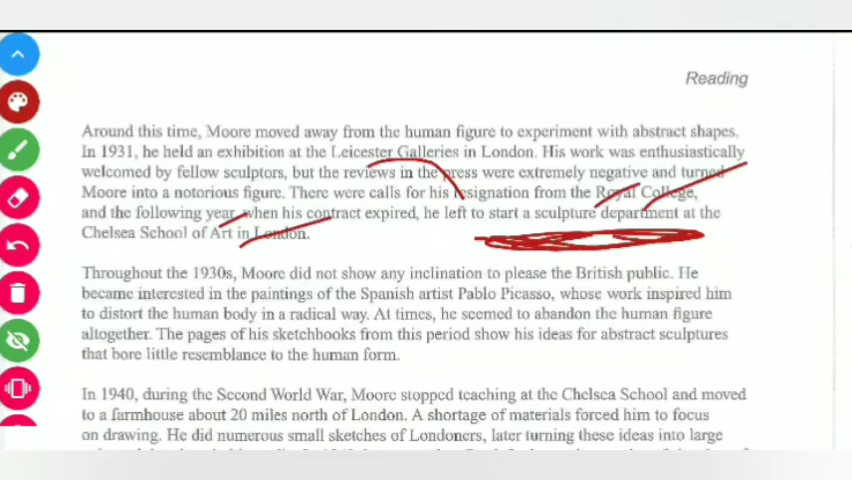 Reading
Around this time, Moore moved away from the human figure to experiment with abstract shapes.
In 1931, he held an exhibition at the Leicester Galleries in London. His work was enthusiastically
welcomed by fellow sculptors, but the reviews in the press were extremely negative and turned
Moore into a notorious figure. There were calls for his resignation from the Royal College,
and the following year, when his contract expired, he left to start a sculpture department at the
Chelsea School of Art in London.
Throughout the 1930s, Moore did not show any inclination to please the British public. He
became interested in the paintings of the Spanish artist Pablo Picasso, whose work inspired him
to distort the human body in a radical way. At times, he seemed to abandon the human figure
altogether. The pages of his sketchbooks from this period show his ideas for abstract sculptures
that bore little resemblance to the human form.
In 1940, during the Second World War, Moore stopped teaching at the Chelsea School and moved
to a farmhouse about 20 miles north of London. A shortage of materials forced him to focus
on drawing. He did numerous small sketches of Londoners, later turning these ideas into large